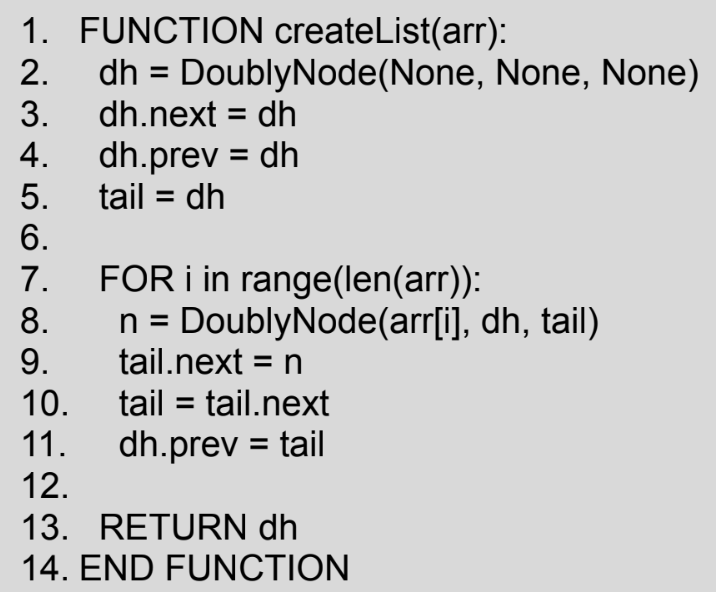 1. FUNCTION createList(arr):
2. dh = DoublyNode(None, None, None)
3. dh.next = dh
4. dh.prev = dh
5. tail = dh
6.
7. FOR i in range(len(arr)):
8. n = DoublyNode(arr[i], dh, tail)
9. tail.next = n
10. tail = tail.next
11. dh.prev = tail
12.
13. RETURN dh
14. END FUNCTION